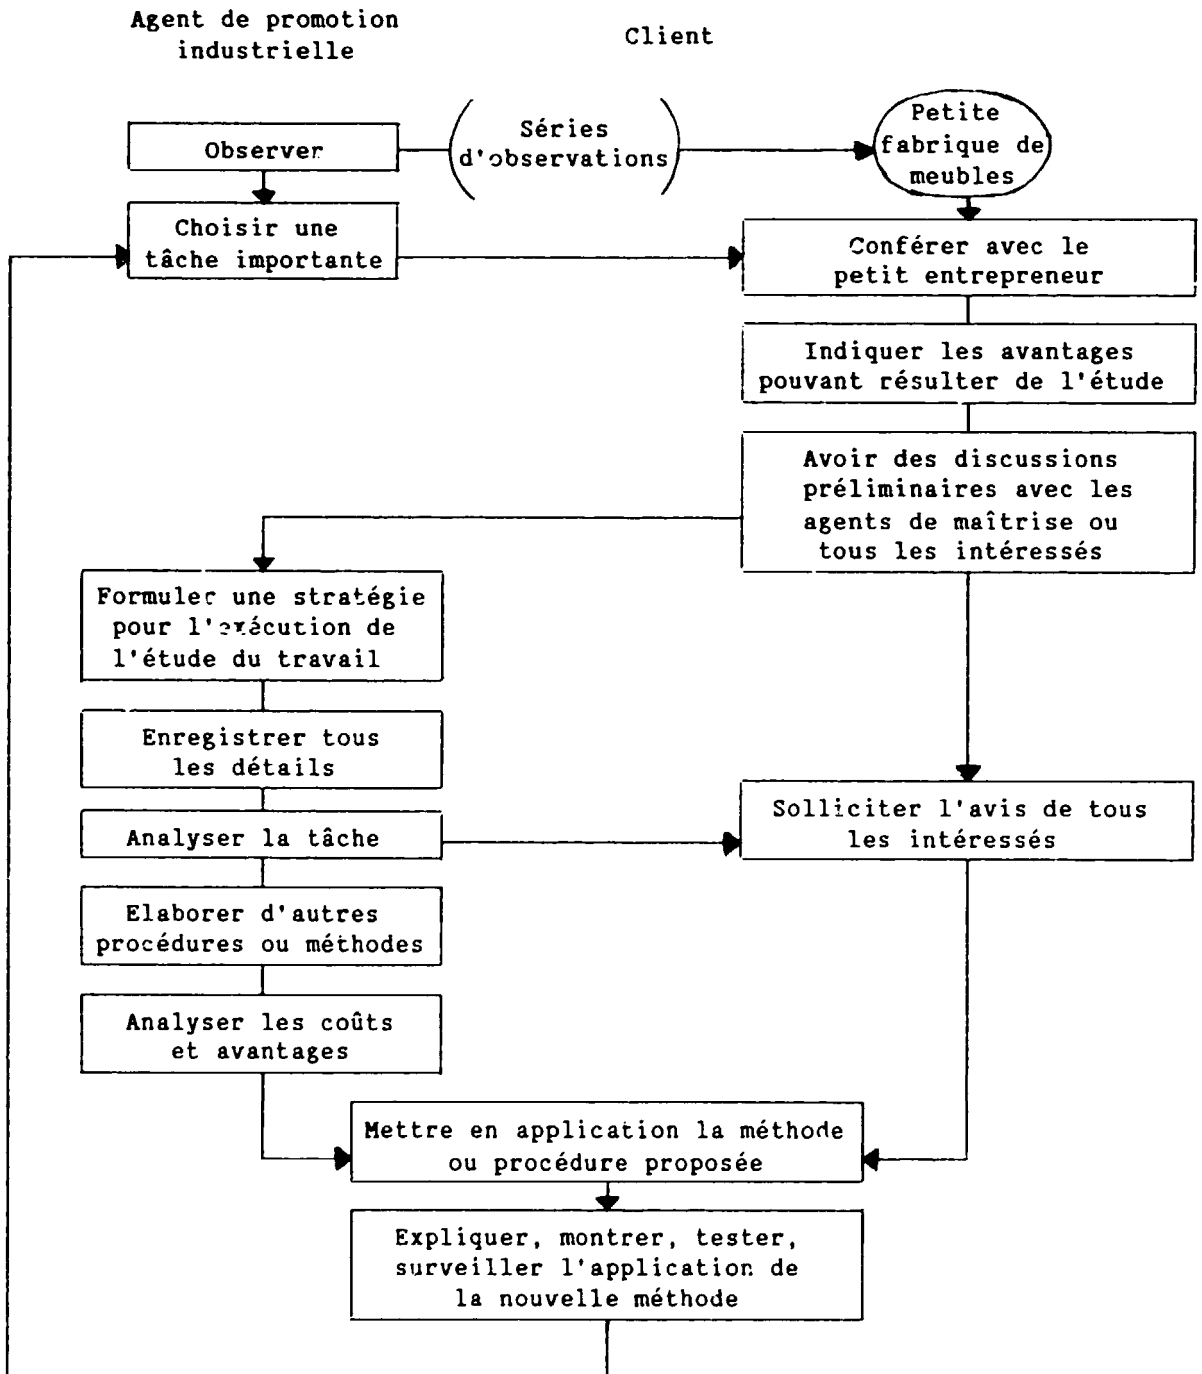 Agent de promotion
industrielle
Client
Observer
Séries
d'observations
Petite
fabrique de
meubles
Choisir une
tâche importante
Conférer avec le
petit entrepreneur
Indiquer les avantages
pouvant résulter de l'étude
Avoir des discussions
préliminaires avec les
agents de maîtrise ou
tous les intéressés
Formuler une stratégie
pour l'exécution de
l'étude du travail
Enregistrer tous
les détails
Analyser la tâche
Solliciter l'avis de tous
les intéressés
Elaborer d'autres
procédures ou méthodes
Analyser les coûts
et avantages
Mettre en application la méthode
ou procédure proposée
Expliquer, montrer, tester,
surveiller l'application de
la nouvelle méthode